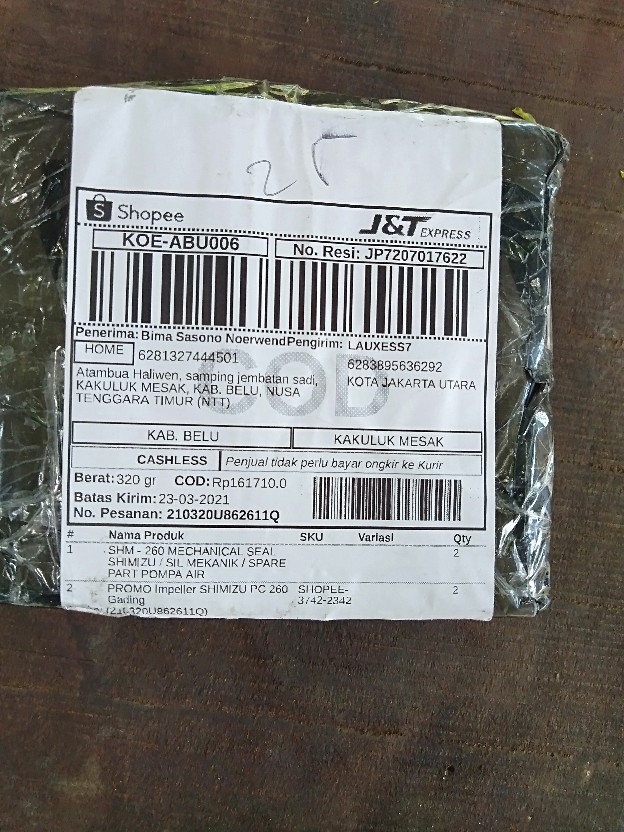 25
S Shopee
J&T EXPRESS
KOE-ABU006
No. Resi: JP7207017622
Penerima: Bima Sasono Noerwend Pengirim: LAUXESS7
HOME 6281327444501
6283895636292
Atambua Haliwen, samping jembatan sadi, KOTA JAKARTA UTARA
KAKULUK MESAK, KAB. BELU, NUSA
TENGGARA TIMUR (NTT)
COD
KAB. BELU KAKULUK MESAK
CASHLESS Penjual tidak perlu bayar ongkir ke Kurir
Berat: 320 gr COD: Rp161710.0
Batas Kirim: 23-03-2021
No. Pesanan: 210320U862611Q
# Nama Produk SKU Variasi Qty
1 SHM - 260 MECHANICAL SEAL 2
SHIMIZU / SIL MEKANIK / SPARE
PART POMPA AIR
2 PROMO Impeller SHIMIZU PC 260 SHOPEE- 2
Gading 3742-2342
(210320U862611Q)